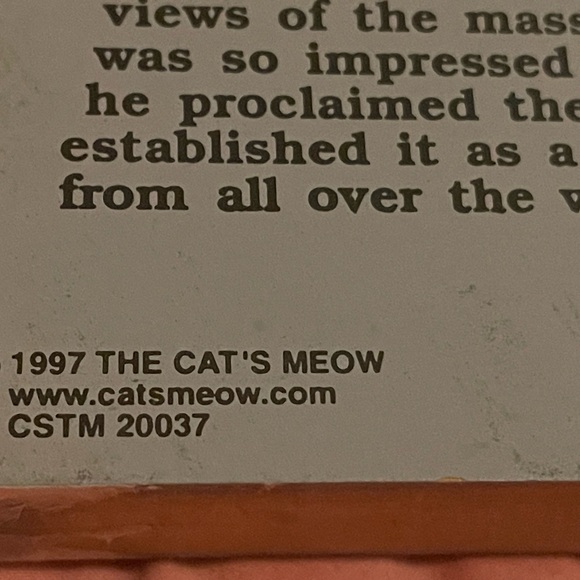 views of the mass
was so impressed
he proclaimed the
established it as a
from all over the
1997 THE CAT'S MEOW
www.catsmeow.com
CSTM 20037